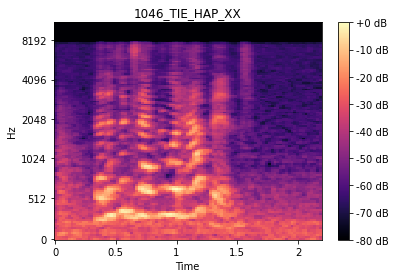 1046_TIE_HAP_XX
+0 dB
8192
-10 dB
4096
-20 dB
-30 dB
2048
Hz
-40 dB
1024
-50 dB
-60 dB
512
-70 dB
0
-80 dB
0
0.5
1
1.5
2
Time